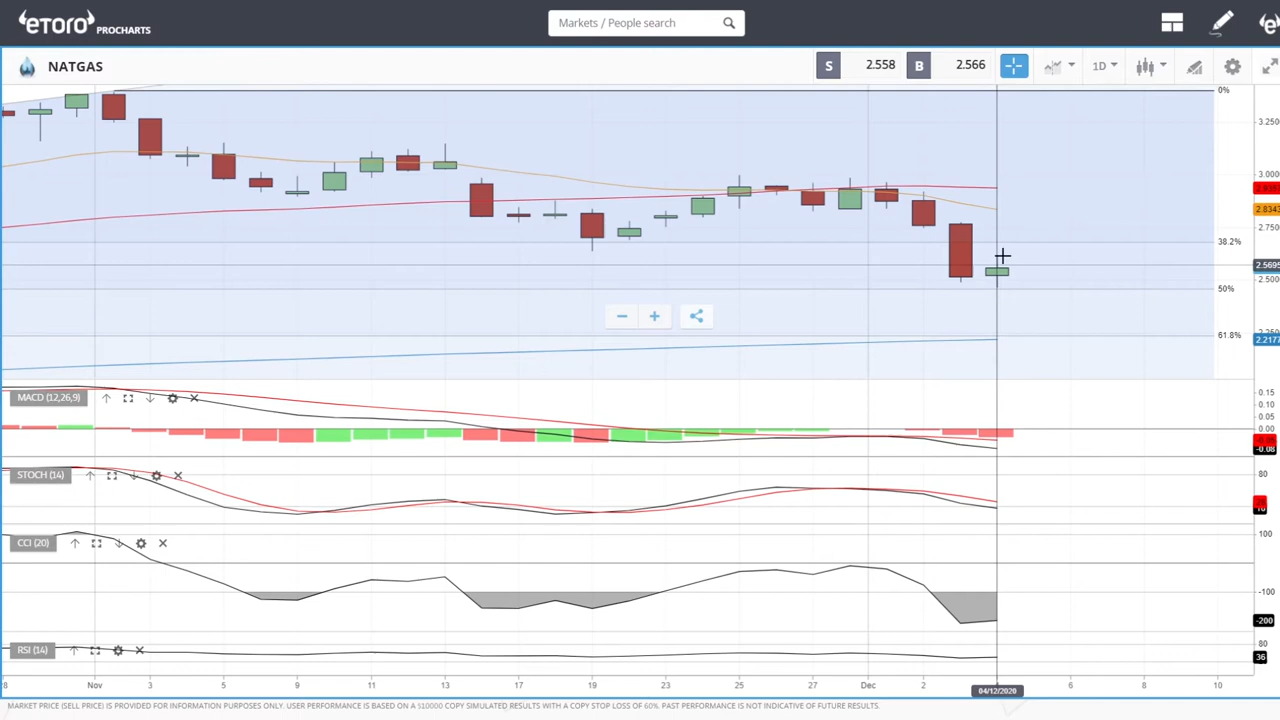 eToro PROCHARTS
Markets / People search
NATGAS
S 2.558 B 2.566
1D
0%
3.250
3.000
2.8343
2.750
38.2%
2.5695
2.500
50%
61.8%
2.2177
MACD (12,26,9)
0.15
0.10
0.05
0.00
-0.08
STOCH (14)
80
CCI (20)
100
-100
-200
RSI (14)
80
36
Nov 3 5 9 11 13 17 19 23 25 27 Dec 2 6 8 10
04/12/2020
MARKET PRICE (SELL PRICE) IS PROVIDED FOR INFORMATION PURPOSES ONLY. USER PERFORMANCE IS BASED ON A $10000 COPY SIMULATED RESULTS WITH A COPY STOP LOSS OF 60%. PAST PERFORMANCE IS NOT INDICATIVE OF FUTURE RESULTS.